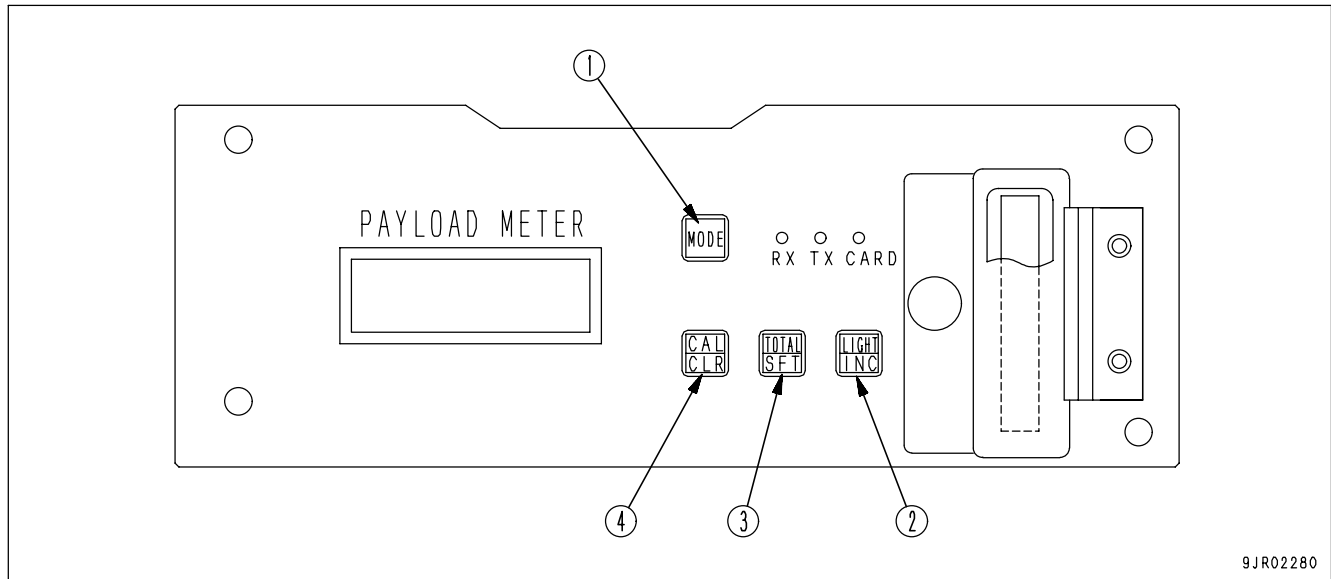 1
PAYLOAD METER
MODE
RX TX CARD
CAL
CLR
TOTAL
SFT
LIGHT
INC
4
3
2
9JR02280